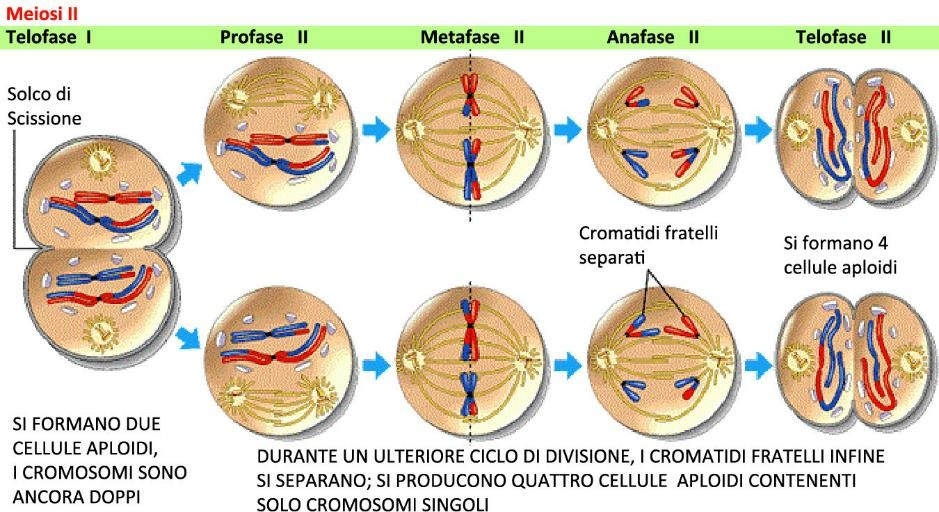 Meiosi II
Telofase I Profase II Metafase II Anafase II Telofase II
Solco di
Scissione
Cromatidi fratelli
separati
Si formano 4
cellule aploidi
SI FORMANO DUE
CELLULE APLOIDI,
I CROMOSOMI SONO
ANCORA DOPPI
DURANTE UN ULTERIORE CICLO DI DIVISIONE, I CROMATIDI FRATELLI INFINE
SI SEPARANO; SI PRODUCONO QUATTRO CELLULE APLOIDI CONTENENTI
SOLO CROMOSOMI SINGOLI